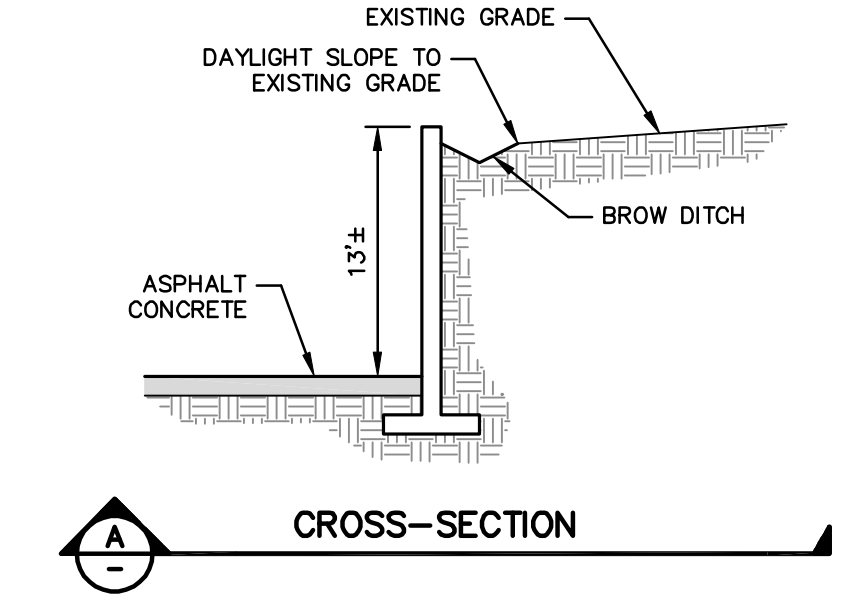 EXISTING GRADE
DAYLIGHT SLOPE TO
EXISTING GRADE
BROW DITCH
13'±
ASPHALT
CONCRETE
CROSS-SECTION
A
-